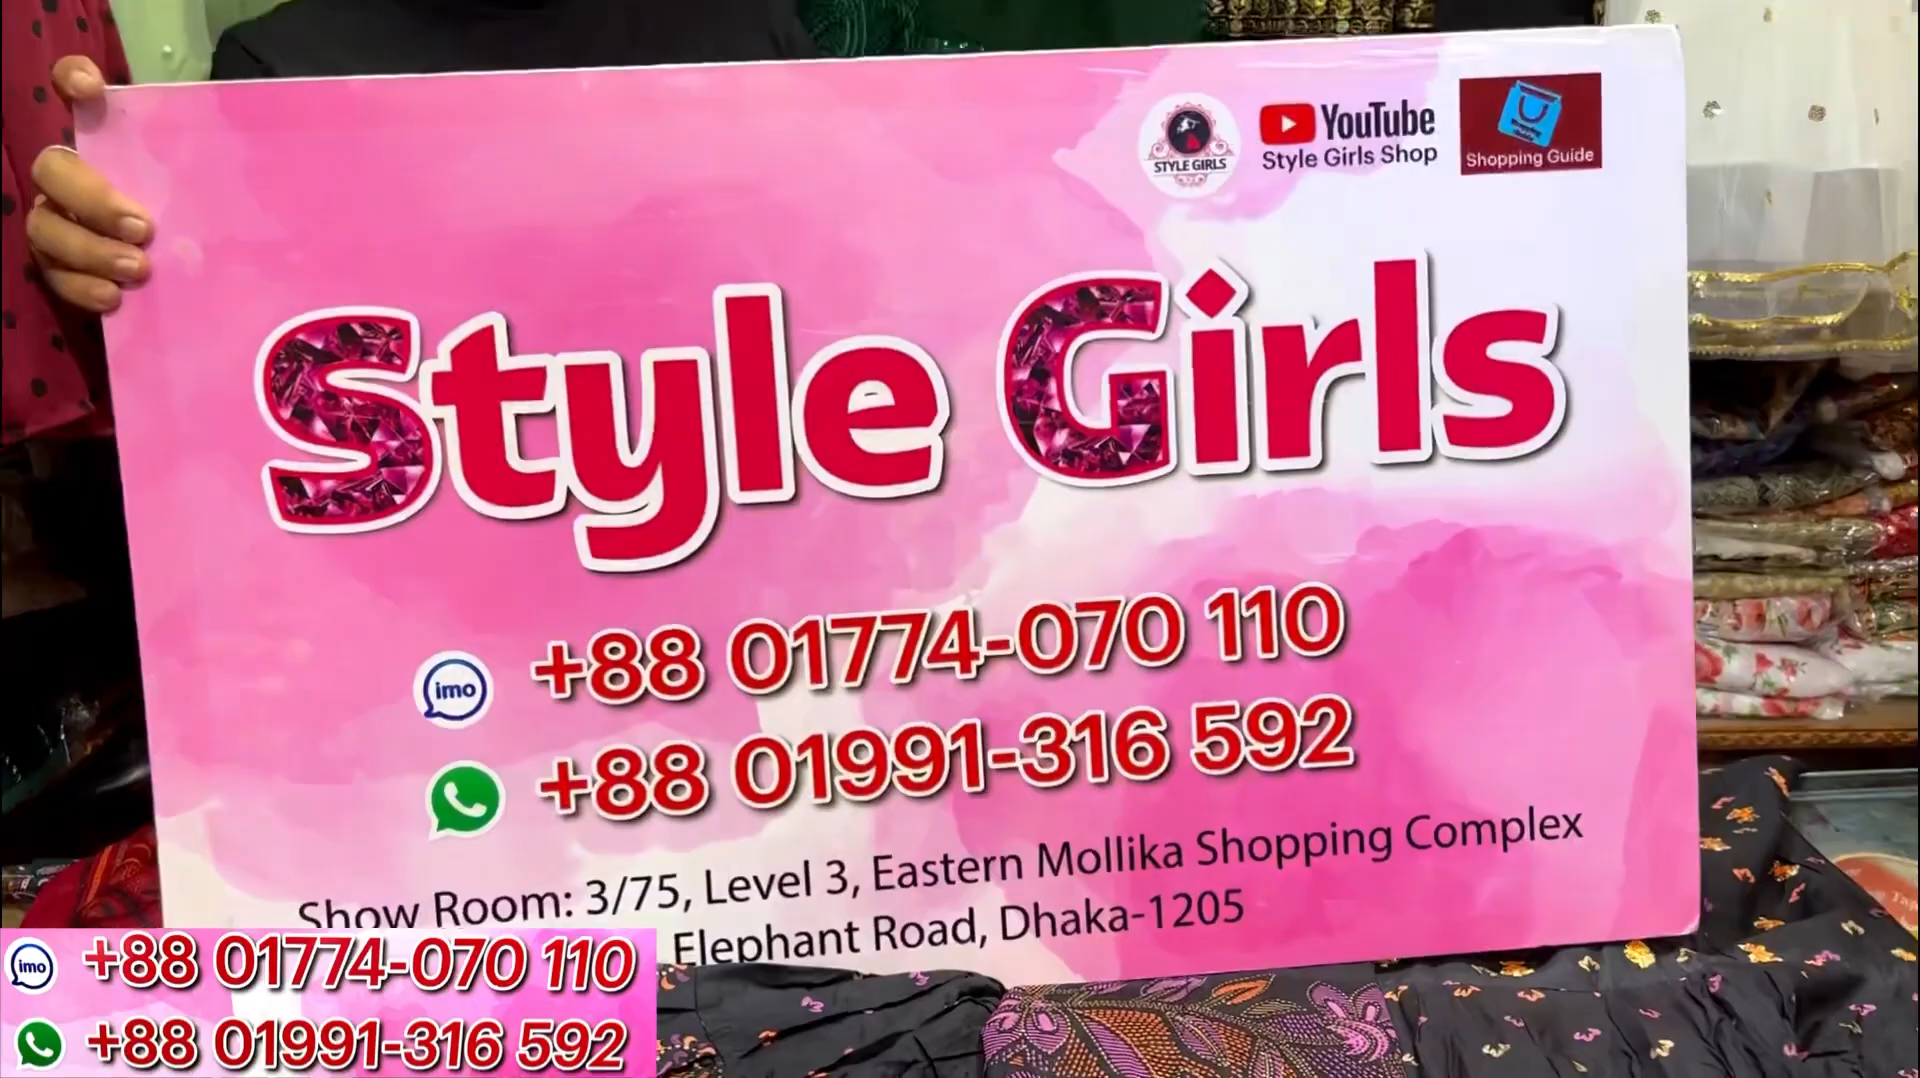 STYLE GIRLS
YouTube
Style Girls Shop
Shopping Guide
Style Girls
imo +88 01774-070 110
+88 01991-316 592
Show Room: 3/75, Level 3, Eastern Mollika Shopping Complex
Elephant Road, Dhaka-1205
imo +88 01774-070 110
+88 01991-316 592